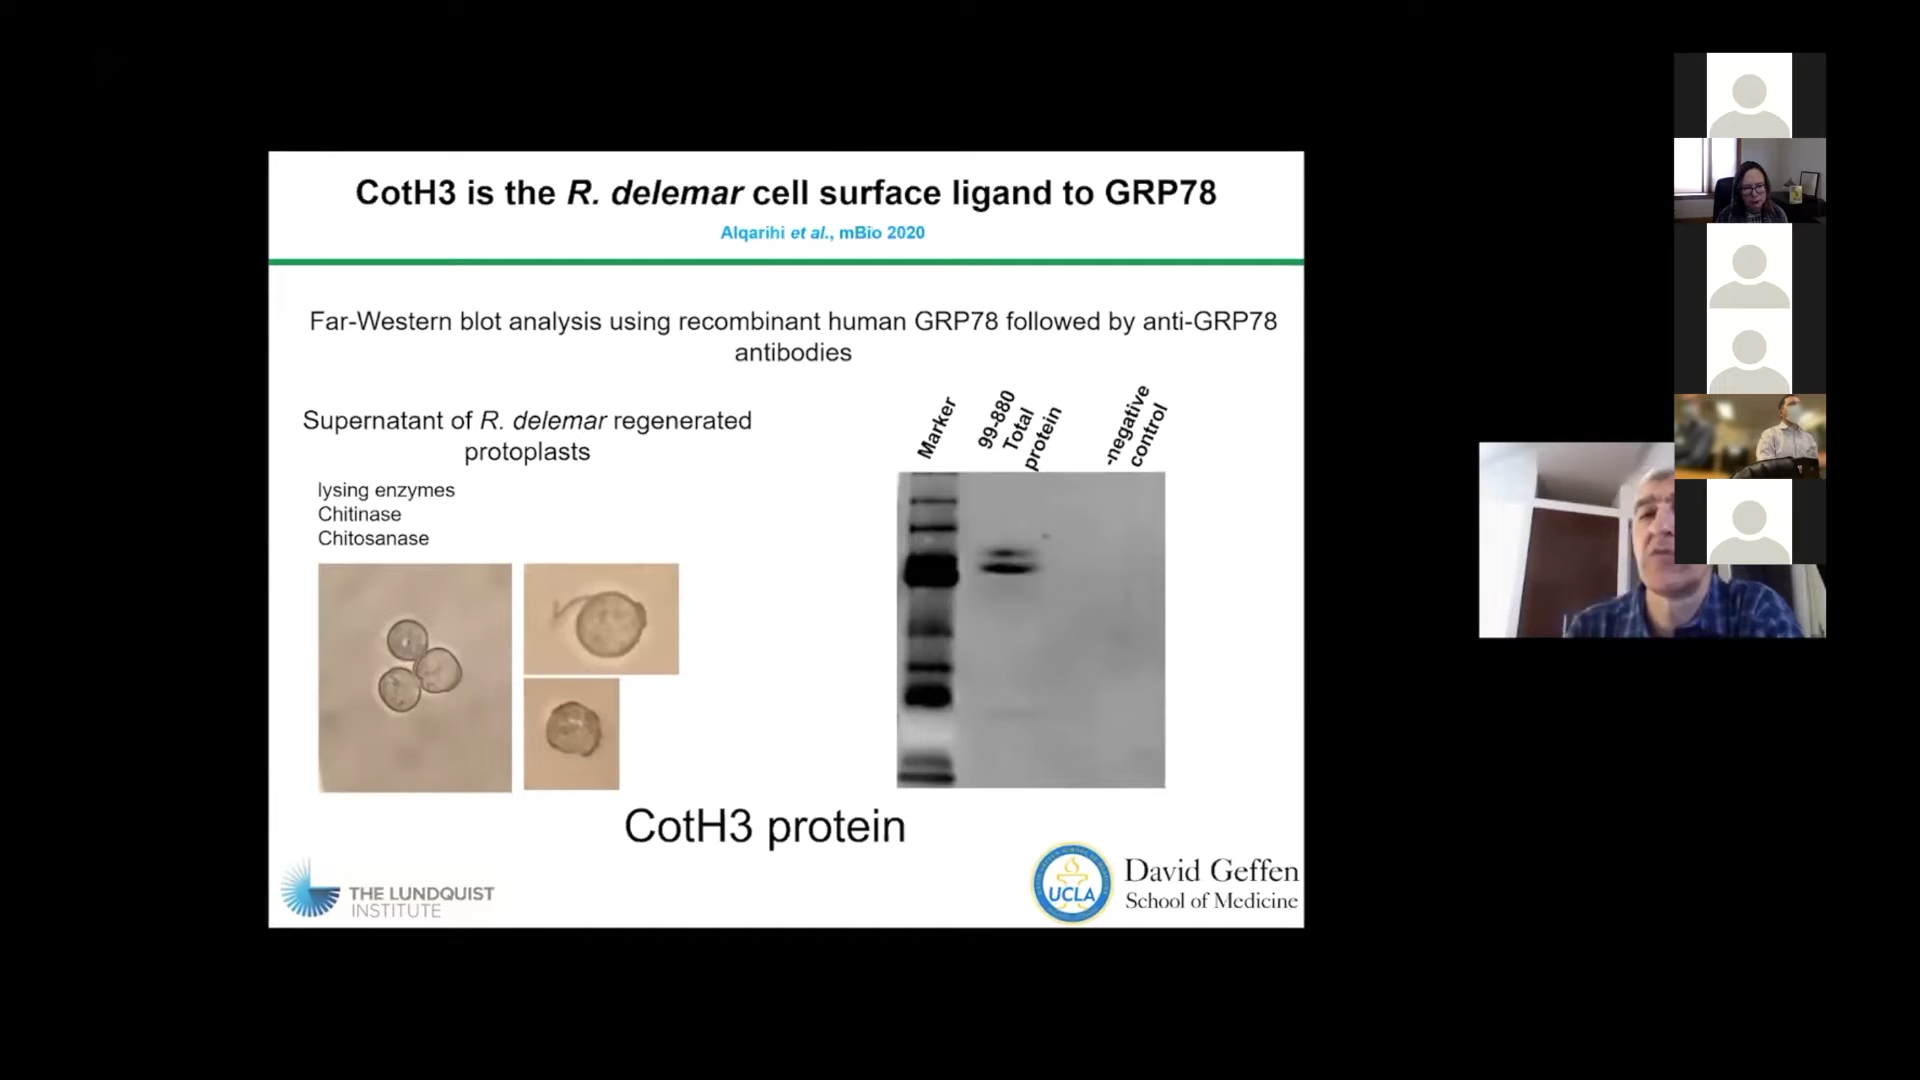 CotH3 is the R. delemar cell surface ligand to GRP78
Alqarihi et al., mBio 2020
Far-Western blot analysis using recombinant human GRP78 followed by anti-GRP78
antibodies
Supernatant of R. delemar regenerated
protoplasts
lysing enzymes
Chitinase
Chitosanase
Marker
99-880
Total
protein
-negative
control
CotH3 protein
THE LUNDQUIST
INSTITUTE
UCLA
David Geffen
School of Medicine